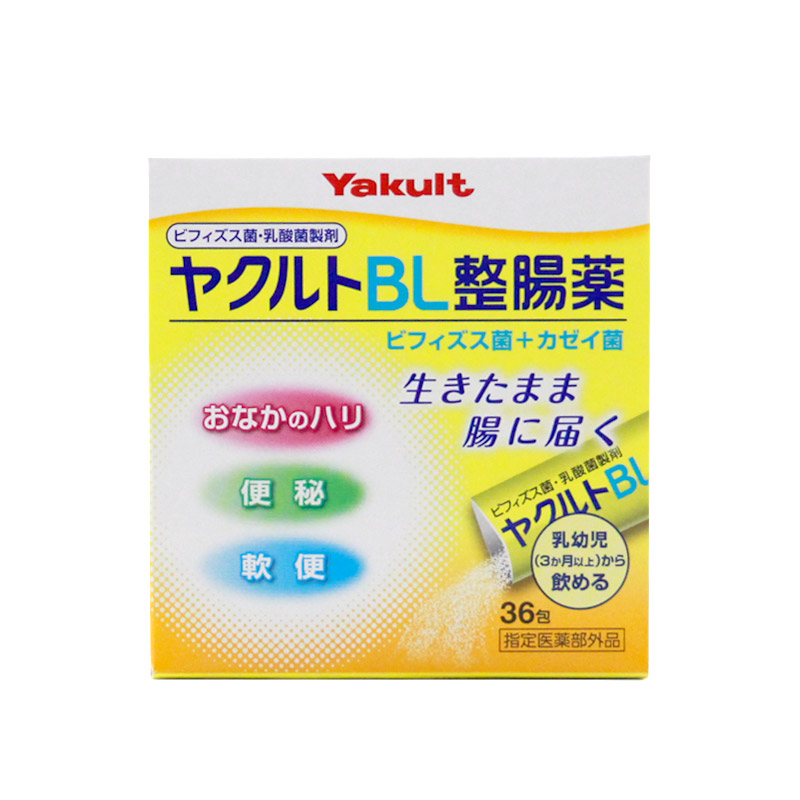 Yakult
ビフィズス菌・乳酸菌製剤
ヤクルトBL整腸薬
ビフィズス菌＋カゼイ菌
生きたまま
腸に届く
おなかのハリ
便秘
軟便
ビフィズス菌・乳酸菌製剤
ヤクルトBL
乳幼児
(3か月以上)から
飲める
36包
指定医薬部外品